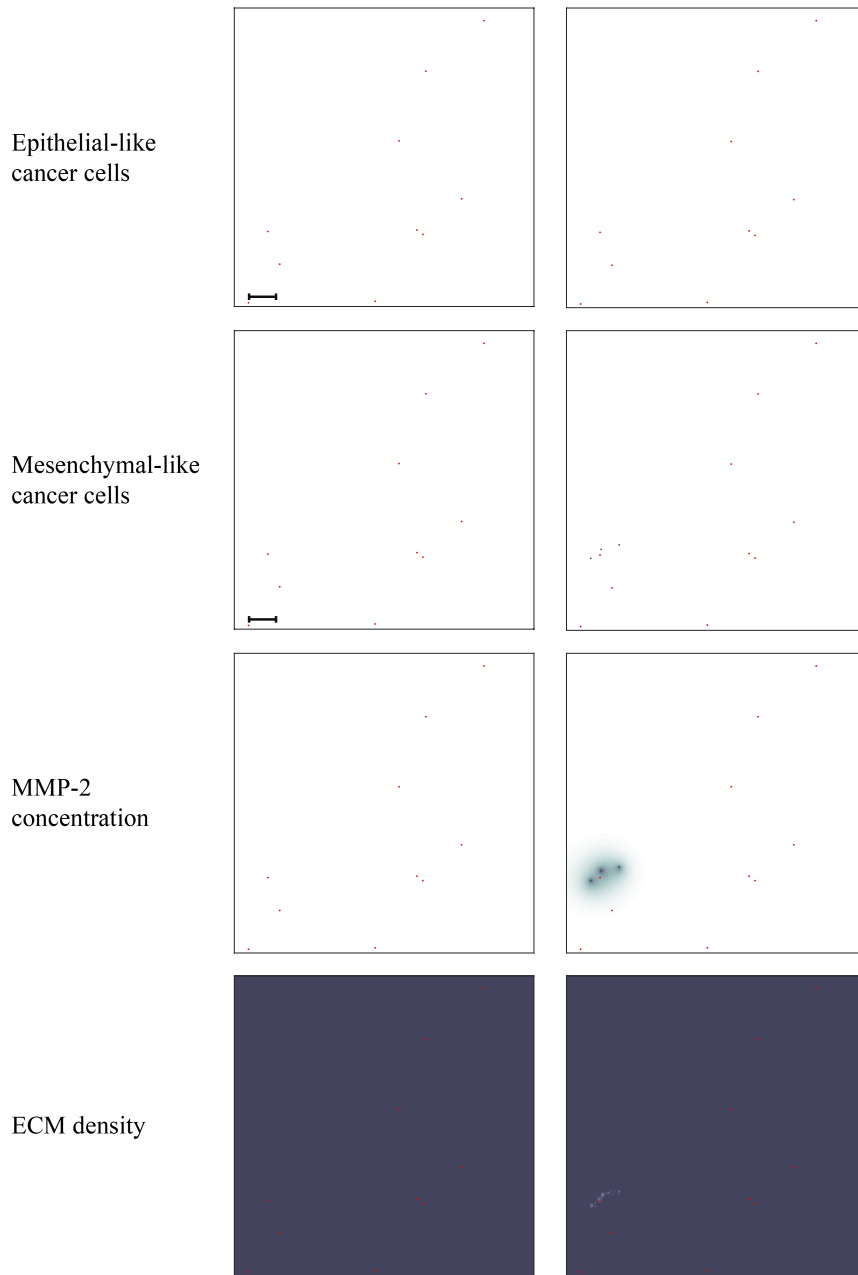 Epithelial-like
cancer cells
Mesenchymal-like
cancer cells
MMP-2
concentration
ECM density